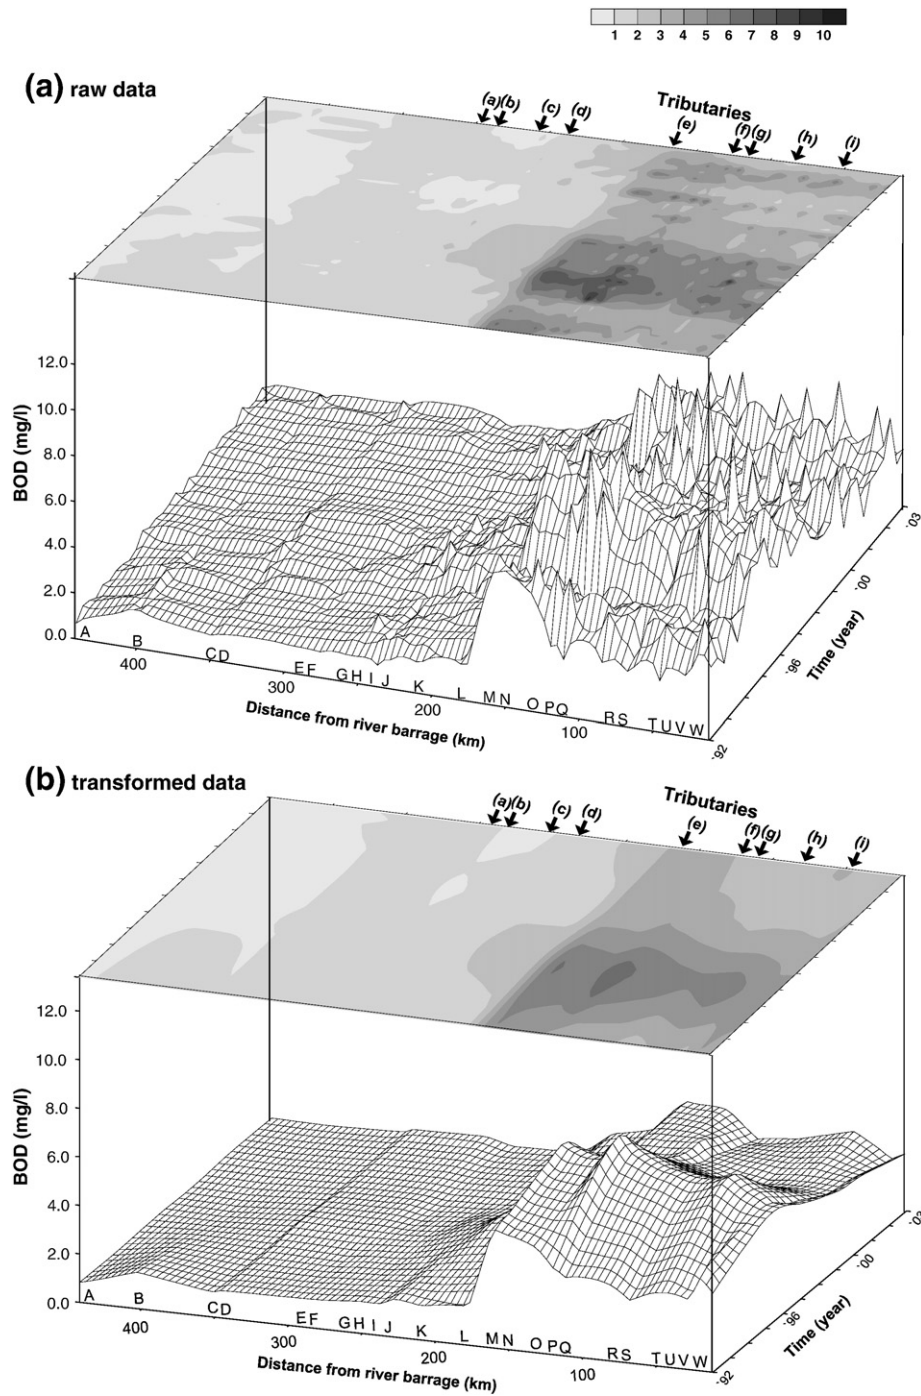 1 2 3 4 5 6 7 8 9 10
(a) raw data
Tributaries
(a) (b) (c) (d) (e) (f) (g) (h) (i)
12.0
10.0
8.0
6.0
4.0
2.0
0.0
BOD (mg/l)
A B CD EF GH I J K L MN O PQ RS TUVW
400 300 200 100
Distance from river barrage (km)
'92 '96 '00 '03
Time (year)
(b) transformed data
Tributaries
(a) (b) (c) (d) (e) (f) (g) (h) (i)
12.0
10.0
8.0
6.0
4.0
2.0
0.0
BOD (mg/l)
A B CD EF GH I J K L MN O PQ RS TUVW
400 300 200 100
Distance from river barrage (km)
'92 '96 '00 '03
Time (year)